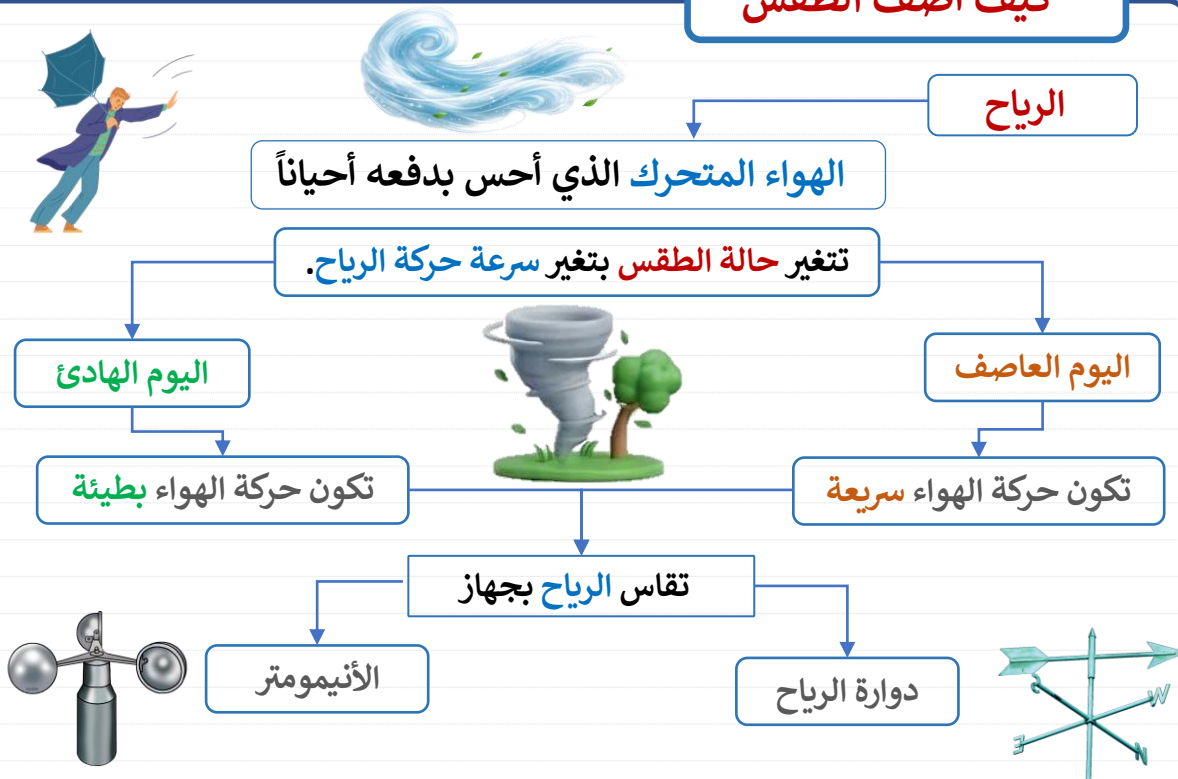 كيف أصف الطقس
الرياح
الهواء المتحرك الذي أحس بدفعه أحياناً
تتغير حالة الطقس بتغير سرعة حركة الرياح.
اليوم العاصف
اليوم الهادئ
تكون حركة الهواء سريعة
تكون حركة الهواء بطيئة
تقاس الرياح بجهاز
دوارة الرياح
الأنيمومتر
W
E
N